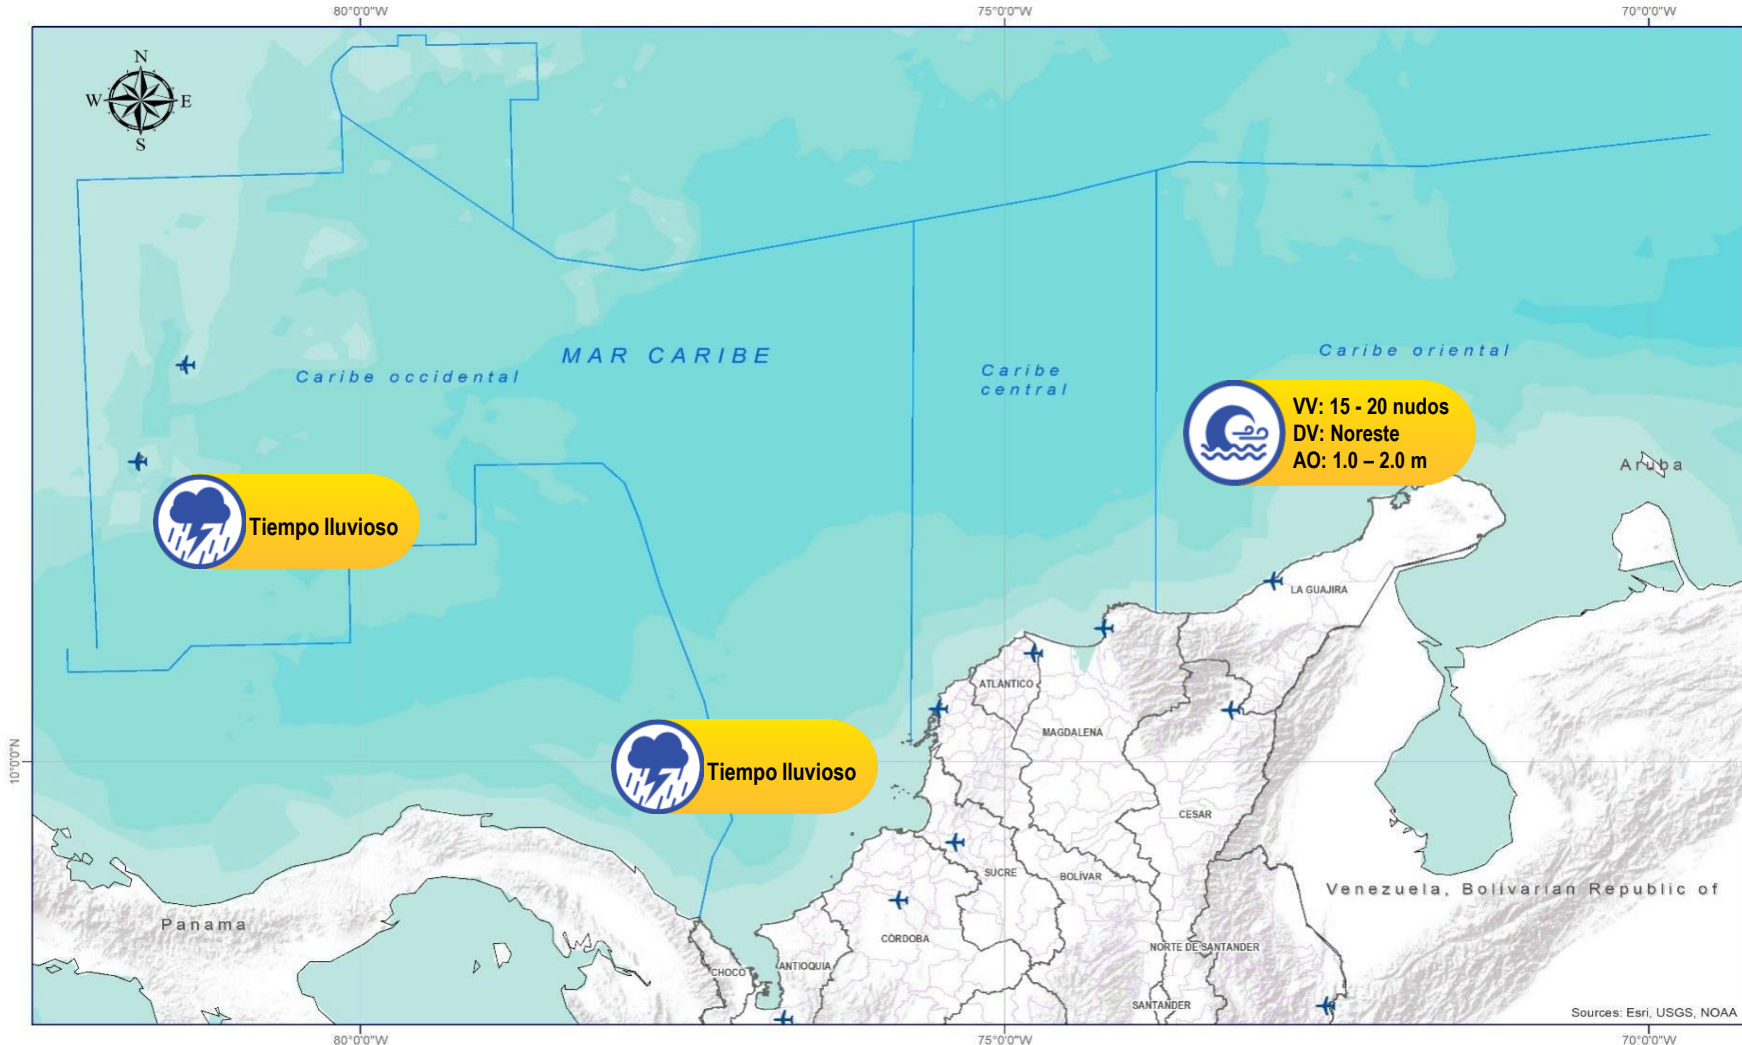 80°0'0"W
75°0'0"W
70°0'0"W
N
W
E
S
MAR CARIBE
Caribe occidental
Caribe
central
Caribe oriental
VV: 15 - 20 nudos
DV: Noreste
AO: 1.0 – 2.0 m
Aruba
Tiempo lluvioso
LA GUAJIRA
ATLÁNTICO
MAGDALENA
10°0'0"N
Tiempo lluvioso
CESAR
SUCRE
BOLÍVAR
Venezuela, Bolivarian Republic of
Panama
CÓRDOBA
NORTE DE SANTANDER
CHOCÓ
ANTIOQUIA
SANTANDER
Sources: Esri, USGS, NOAA
80°0'0"W
75°0'0"W
70°0'0"W